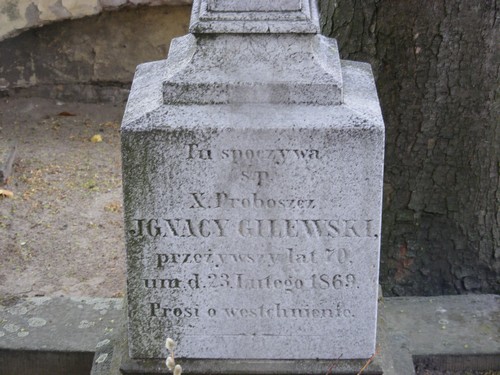 Tu spoczywa
ś.p.
X. Proboszcz
JGNACY GILEWSKI,
przeżywszy lat 70,
um d. 23. Lutego 1869.
Prosi o westchnienie.